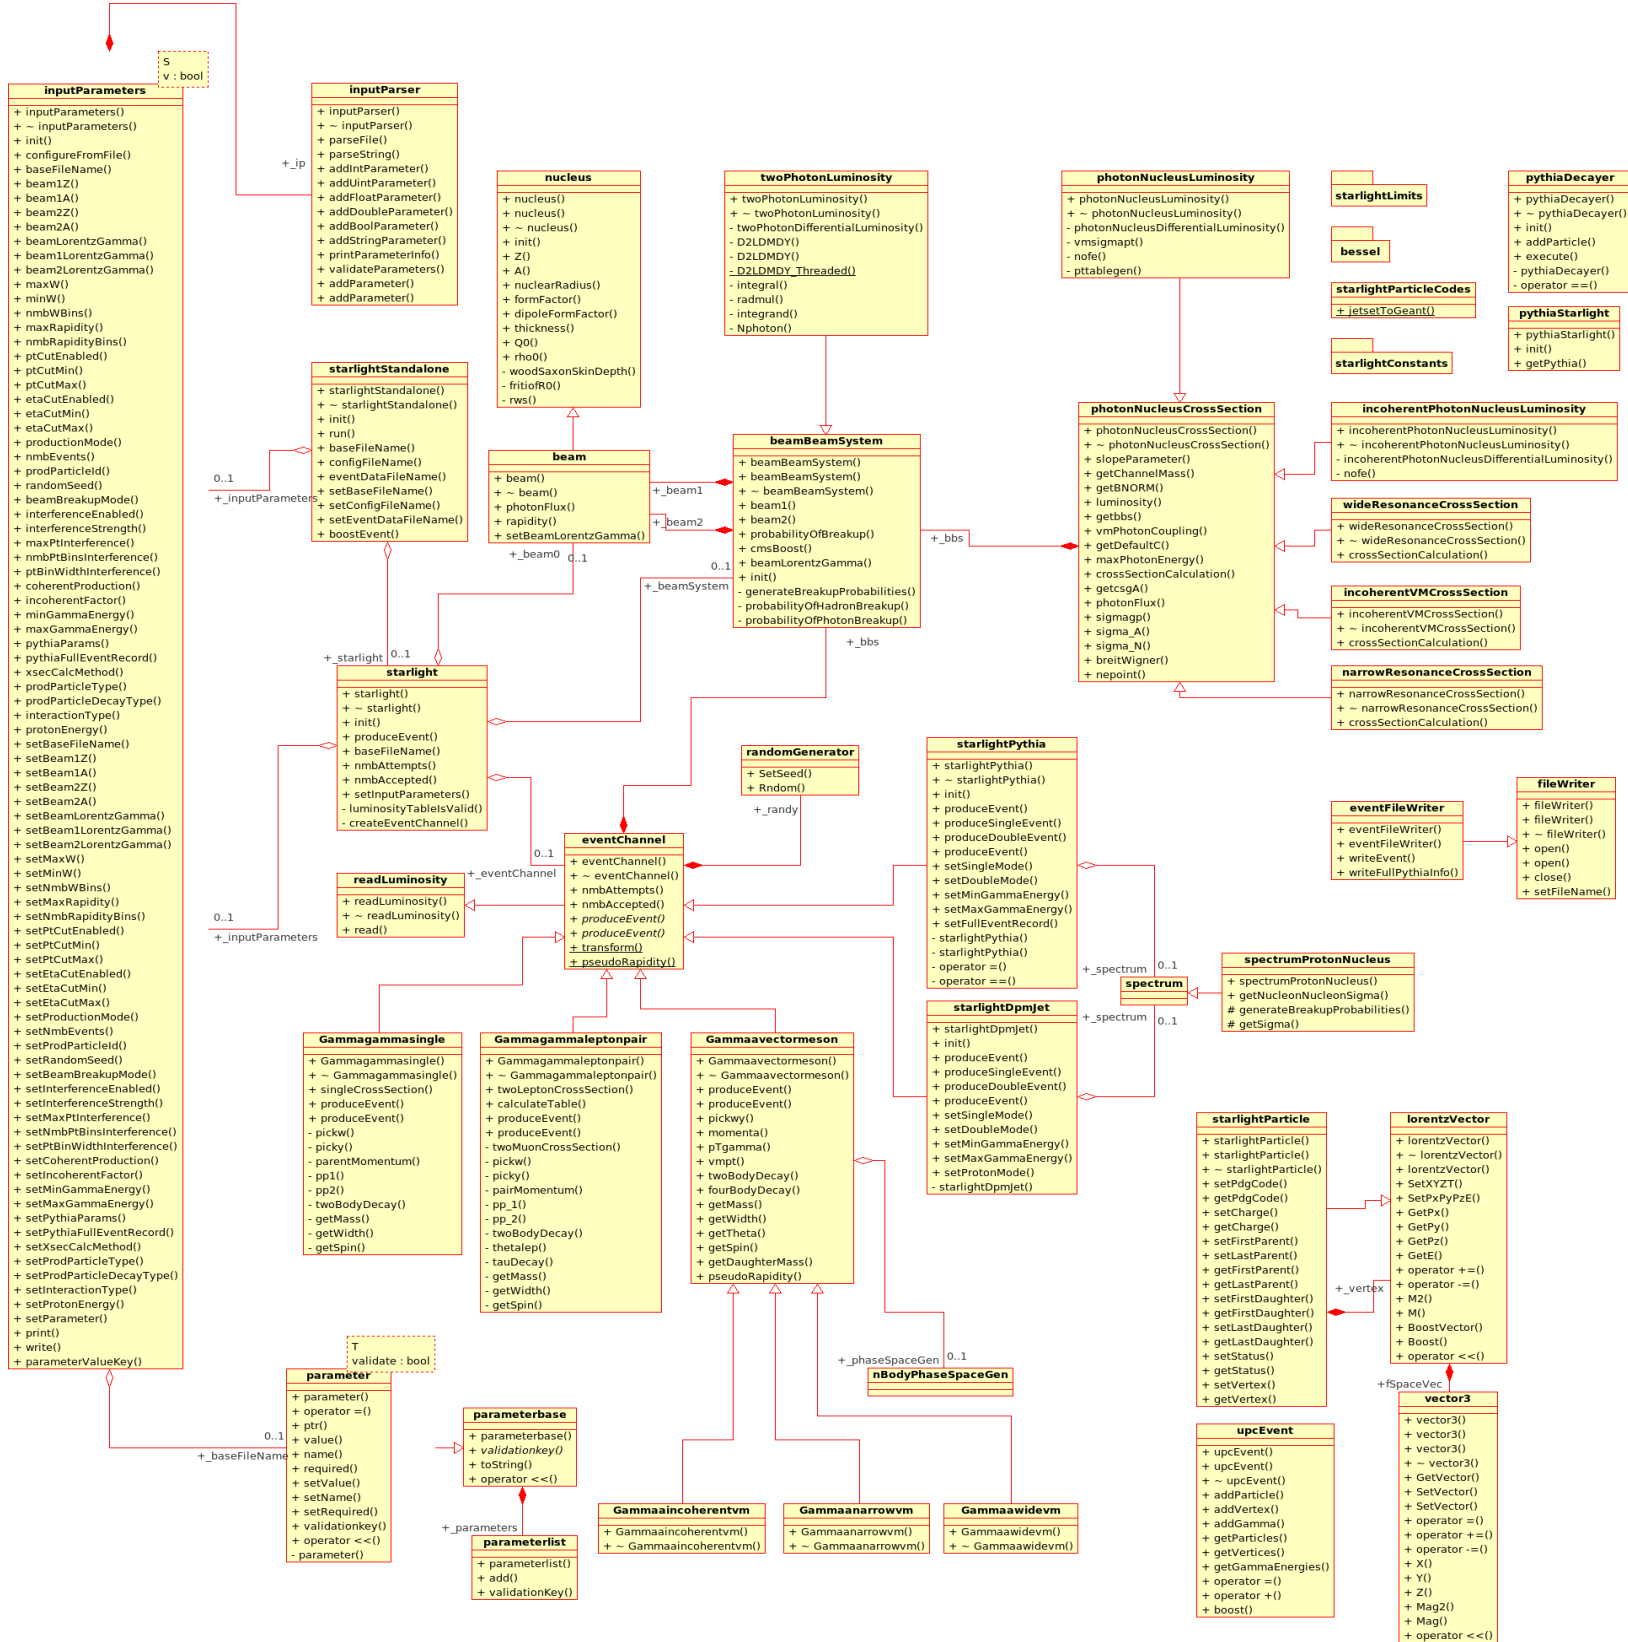 S
v : bool
inputParameters
+ inputParameters()
+ ~ inputParameters()
+ init()
+ configureFromFile()
+ baseFileName()
+ beam1Z()
+ beam1A()
+ beam2Z()
+ beam2A()
+ beamLorentzGamma()
+ beam1LorentzGamma()
+ beam2LorentzGamma()
+ maxW()
+ minW()
+ nmbWBins()
+ maxRapidity()
+ nmbRapidityBins()
+ ptCutEnabled()
+ ptCutMin()
+ ptCutMax()
+ etaCutEnabled()
+ etaCutMin()
+ etaCutMax()
+ productionMode()
+ nmbEvents()
+ prodParticleId()
+ randomSeed()
+ beamBreakupMode()
+ interferenceEnabled()
+ interferenceStrength()
+ maxPtInterference()
+ nmbPtBinsInterference()
+ ptBinWidthInterference()
+ coherentProduction()
+ incoherentFactor()
+ minGammaEnergy()
+ maxGammaEnergy()
+ pythiaParams()
+ pythiaFullEventRecord()
+ xsecCalcMethod()
+ prodParticleType()
+ prodParticleDecayType()
+ interactionType()
+ protonEnergy()
+ setBaseFileName()
+ setBeam1Z()
+ setBeam1A()
+ setBeam2Z()
+ setBeam2A()
+ setBeamLorentzGamma()
+ setBeam1LorentzGamma()
+ setBeam2LorentzGamma()
+ setMaxW()
+ setMinW()
+ setNmbWBins()
+ setMaxRapidity()
+ setNmbRapidityBins()
+ setPtCutEnabled()
+ setPtCutMin()
+ setPtCutMax()
+ setEtaCutEnabled()
+ setEtaCutMin()
+ setEtaCutMax()
+ setProductionMode()
+ setNmbEvents()
+ setProdParticleId()
+ setRandomSeed()
+ setBeamBreakupMode()
+ setInterferenceEnabled()
+ setInterferenceStrength()
+ setMaxPtInterference()
+ setNmbPtBinsInterference()
+ setPtBinWidthInterference()
+ setCoherentProduction()
+ setIncoherentFactor()
+ setMinGammaEnergy()
+ setMaxGammaEnergy()
+ setPythiaParams()
+ setPythiaFullEventRecord()
+ setXsecCalcMethod()
+ setProdParticleType()
+ setProdParticleDecayType()
+ setInteractionType()
+ setProtonEnergy()
+ setParameter()
+ print()
+ write()
+ parameterValueKey()
+_ip
inputParser
+ inputParser()
+ ~ inputParser()
+ parseFile()
+ parseString()
+ addIntParameter()
+ addUintParameter()
+ addFloatParameter()
+ addDoubleParameter()
+ addBoolParameter()
+ addStringParameter()
+ printParameterInfo()
+ validateParameters()
+ addParameter()
+ addParameter()
starlightStandalone
+ starlightStandalone()
+ ~ starlightStandalone()
+ init()
+ run()
+ baseFileName()
+ configFileName()
+ eventDataFileName()
+ setBaseFileName()
+ setConfigFileName()
+ setEventDataFileName()
+ boostEvent()
0..1
+_inputParameters
+_starlight
0..1
starlight
+ starlight()
+ ~ starlight()
+ init()
+ produceEvent()
+ baseFileName()
+ nmbAttempts()
+ nmbAccepted()
+ setInputParameters()
- luminosityTableIsValid()
- createEventChannel()
0..1
+_inputParameters
readLuminosity
+ readLuminosity()
+ ~ readLuminosity()
+ read()
nucleus
+ nucleus()
+ nucleus()
+ ~ nucleus()
+ init()
+ Z()
+ A()
+ nuclearRadius()
+ formFactor()
+ dipoleFormFactor()
+ thickness()
+ Q0()
+ rho0()
- woodSaxonSkinDepth()
- fritiofR0()
- rws()
beam
+ beam()
+ ~ beam()
+ photonFlux()
+ rapidity()
+ setBeamLorentzGamma()
+_beam1
+_beam2
+_beam0
0..1
twoPhotonLuminosity
+ twoPhotonLuminosity()
+ ~ twoPhotonLuminosity()
- twoPhotonDifferentialLuminosity()
- D2LDMDY()
- D2LDMDY()
- D2LDMDY_Threaded()
- integral()
- radmul()
- integrand()
- Nphoton()
beamBeamSystem
+ beamBeamSystem()
+ beamBeamSystem()
+ ~ beamBeamSystem()
+ beam1()
+ beam2()
+ probabilityOfBreakup()
+ cmsBoost()
+ beamLorentzGamma()
+ init()
- generateBreakupProbabilities()
- probabilityOfHadronBreakup()
- probabilityOfPhotonBreakup()
0..1
+_beamSystem
+_bbs
+_bbs
photonNucleusLuminosity
+ photonNucleusLuminosity()
+ ~ photonNucleusLuminosity()
- photonNucleusDifferentialLuminosity()
- vmsigmapt()
- nofe()
- pttablegen()
photonNucleusCrossSection
+ photonNucleusCrossSection()
+ ~ photonNucleusCrossSection()
+ slopeParameter()
+ getChannelMass()
+ getBNORM()
+ luminosity()
+ getbbs()
+ vmPhotonCoupling()
+ getDefaultC()
+ maxPhotonEnergy()
+ crossSectionCalculation()
+ getcsgA()
+ photonFlux()
+ sigmagp()
+ sigma_A()
+ sigma_N()
+ breitWigner()
+ nepoint()
starlightLimits
bessel
starlightParticleCodes
+ jetsetToGeant()
starlightConstants
pythiaDecayer
+ pythiaDecayer()
+ ~ pythiaDecayer()
+ init()
+ addParticle()
+ execute()
- pythiaDecayer()
- operator ==()
pythiaStarlight
+ pythiaStarlight()
+ init()
+ getPythia()
incoherentPhotonNucleusLuminosity
+ incoherentPhotonNucleusLuminosity()
+ ~ incoherentPhotonNucleusLuminosity()
- incoherentPhotonNucleusDifferentialLuminosity()
- nofe()
wideResonanceCrossSection
+ wideResonanceCrossSection()
+ ~ wideResonanceCrossSection()
+ crossSectionCalculation()
incoherentVMCrossSection
+ incoherentVMCrossSection()
+ ~ incoherentVMCrossSection()
+ crossSectionCalculation()
narrowResonanceCrossSection
+ narrowResonanceCrossSection()
+ ~ narrowResonanceCrossSection()
+ crossSectionCalculation()
randomGenerator
+ SetSeed()
+ Rndom()
+_randy
0..1
+_eventChannel
eventChannel
+ eventChannel()
+ ~ eventChannel()
+ nmbAttempts()
+ nmbAccepted()
+ produceEvent()
+ produceEvent()
+ transform()
+ pseudoRapidity()
starlightPythia
+ starlightPythia()
+ ~ starlightPythia()
+ init()
+ produceEvent()
+ produceSingleEvent()
+ produceDoubleEvent()
+ produceEvent()
+ setSingleMode()
+ setDoubleMode()
+ setMinGammaEnergy()
+ setMaxGammaEnergy()
+ setFullEventRecord()
- starlightPythia()
- starlightPythia()
- operator =()
- operator ==()
starlightDpmJet
+ starlightDpmJet()
+ init()
+ produceEvent()
+ produceSingleEvent()
+ produceDoubleEvent()
+ produceEvent()
+ setSingleMode()
+ setDoubleMode()
+ setMinGammaEnergy()
+ setMaxGammaEnergy()
+ setProtonMode()
- starlightDpmJet()
+_spectrum
0..1
spectrum
+_spectrum
0..1
spectrumProtonNucleus
+ spectrumProtonNucleus()
+ getNucleonNucleonSigma()
# generateBreakupProbabilities()
# getSigma()
eventFileWriter
+ eventFileWriter()
+ eventFileWriter()
+ writeEvent()
+ writeFullPythiaInfo()
fileWriter
+ fileWriter()
+ fileWriter()
+ ~ fileWriter()
+ open()
+ open()
+ close()
+ setFileName()
Gammagammasingle
+ Gammagammasingle()
+ ~ Gammagammasingle()
+ singleCrossSection()
+ produceEvent()
+ produceEvent()
- pickw()
- picky()
- parentMomentum()
- pp1()
- pp2()
- twoBodyDecay()
- getMass()
- getWidth()
- getSpin()
Gammagammaleptonpair
+ Gammagammaleptonpair()
+ ~ Gammagammaleptonpair()
+ twoLeptonCrossSection()
+ calculateTable()
+ produceEvent()
+ produceEvent()
- twoMuonCrossSection()
- pickw()
- picky()
- pairMomentum()
- pp_1()
- pp_2()
- twoBodyDecay()
- thetalep()
- tauDecay()
- getMass()
- getWidth()
- getSpin()
Gammaavectormeson
+ Gammaavectormeson()
+ ~ Gammaavectormeson()
+ produceEvent()
+ produceEvent()
+ pickwy()
+ momenta()
+ pTgamma()
+ vmpt()
+ twoBodyDecay()
+ fourBodyDecay()
+ getMass()
+ getWidth()
+ getTheta()
+ getSpin()
+ getDaughterMass()
+ pseudoRapidity()
+_phaseSpaceGen
0..1
nBodyPhaseSpaceGen
Gammaaincoherentvm
+ Gammaaincoherentvm()
+ ~ Gammaaincoherentvm()
Gammaanarrowvm
+ Gammaanarrowvm()
+ ~ Gammaanarrowvm()
Gammaawidevm
+ Gammaawidevm()
+ ~ Gammaawidevm()
T
validate : bool
parameter
+ parameter()
+ operator =()
+ ptr()
+ value()
+ name()
+ required()
+ setValue()
+ setName()
+ setRequired()
+ validationkey()
+ operator <<()
- parameter()
0..1
+_baseFileName
parameterbase
+ parameterbase()
+ validationkey()
+ toString()
+ operator <<()
+_parameters
parameterlist
+ parameterlist()
+ add()
+ validationKey()
starlightParticle
+ starlightParticle()
+ starlightParticle()
+ ~ starlightParticle()
+ setPdgCode()
+ getPdgCode()
+ setCharge()
+ getCharge()
+ setFirstParent()
+ setLastParent()
+ getFirstParent()
+ getLastParent()
+ setFirstDaughter()
+ getFirstDaughter()
+ setLastDaughter()
+ getLastDaughter()
+ setStatus()
+ getStatus()
+ setVertex()
+ getVertex()
+_vertex
lorentzVector
+ lorentzVector()
+ ~ lorentzVector()
+ lorentzVector()
+ SetXYZT()
+ SetPxPyPzE()
+ GetPx()
+ GetPy()
+ GetPz()
+ GetE()
+ operator +=()
+ operator -=()
+ M2()
+ M()
+ BoostVector()
+ Boost()
+ operator <<()
+fSpaceVec
vector3
+ vector3()
+ vector3()
+ vector3()
+ ~ vector3()
+ GetVector()
+ SetVector()
+ SetVector()
+ operator =()
+ operator +=()
+ operator -=()
+ X()
+ Y()
+ Z()
+ Mag2()
+ Mag()
+ operator <<()
upcEvent
+ upcEvent()
+ upcEvent()
+ ~ upcEvent()
+ addParticle()
+ addVertex()
+ addGamma()
+ getParticles()
+ getVertices()
+ getGammaEnergies()
+ operator =()
+ operator +()
+ boost()